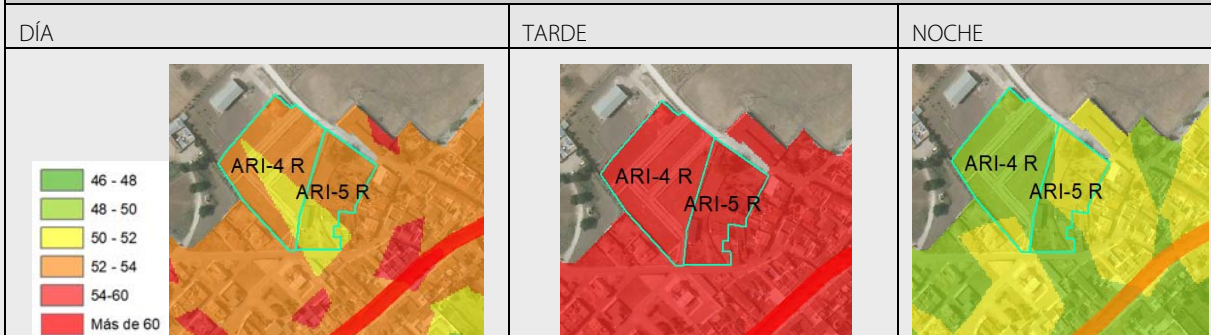 DÍA
TARDE
NOCHE
ARI-4 R
ARI-5 R
46 - 48
48 - 50
50 - 52
52 - 54
54-60
Más de 60
ARI-4 R
ARI-5 R
ARI-4 R
ARI-5 R